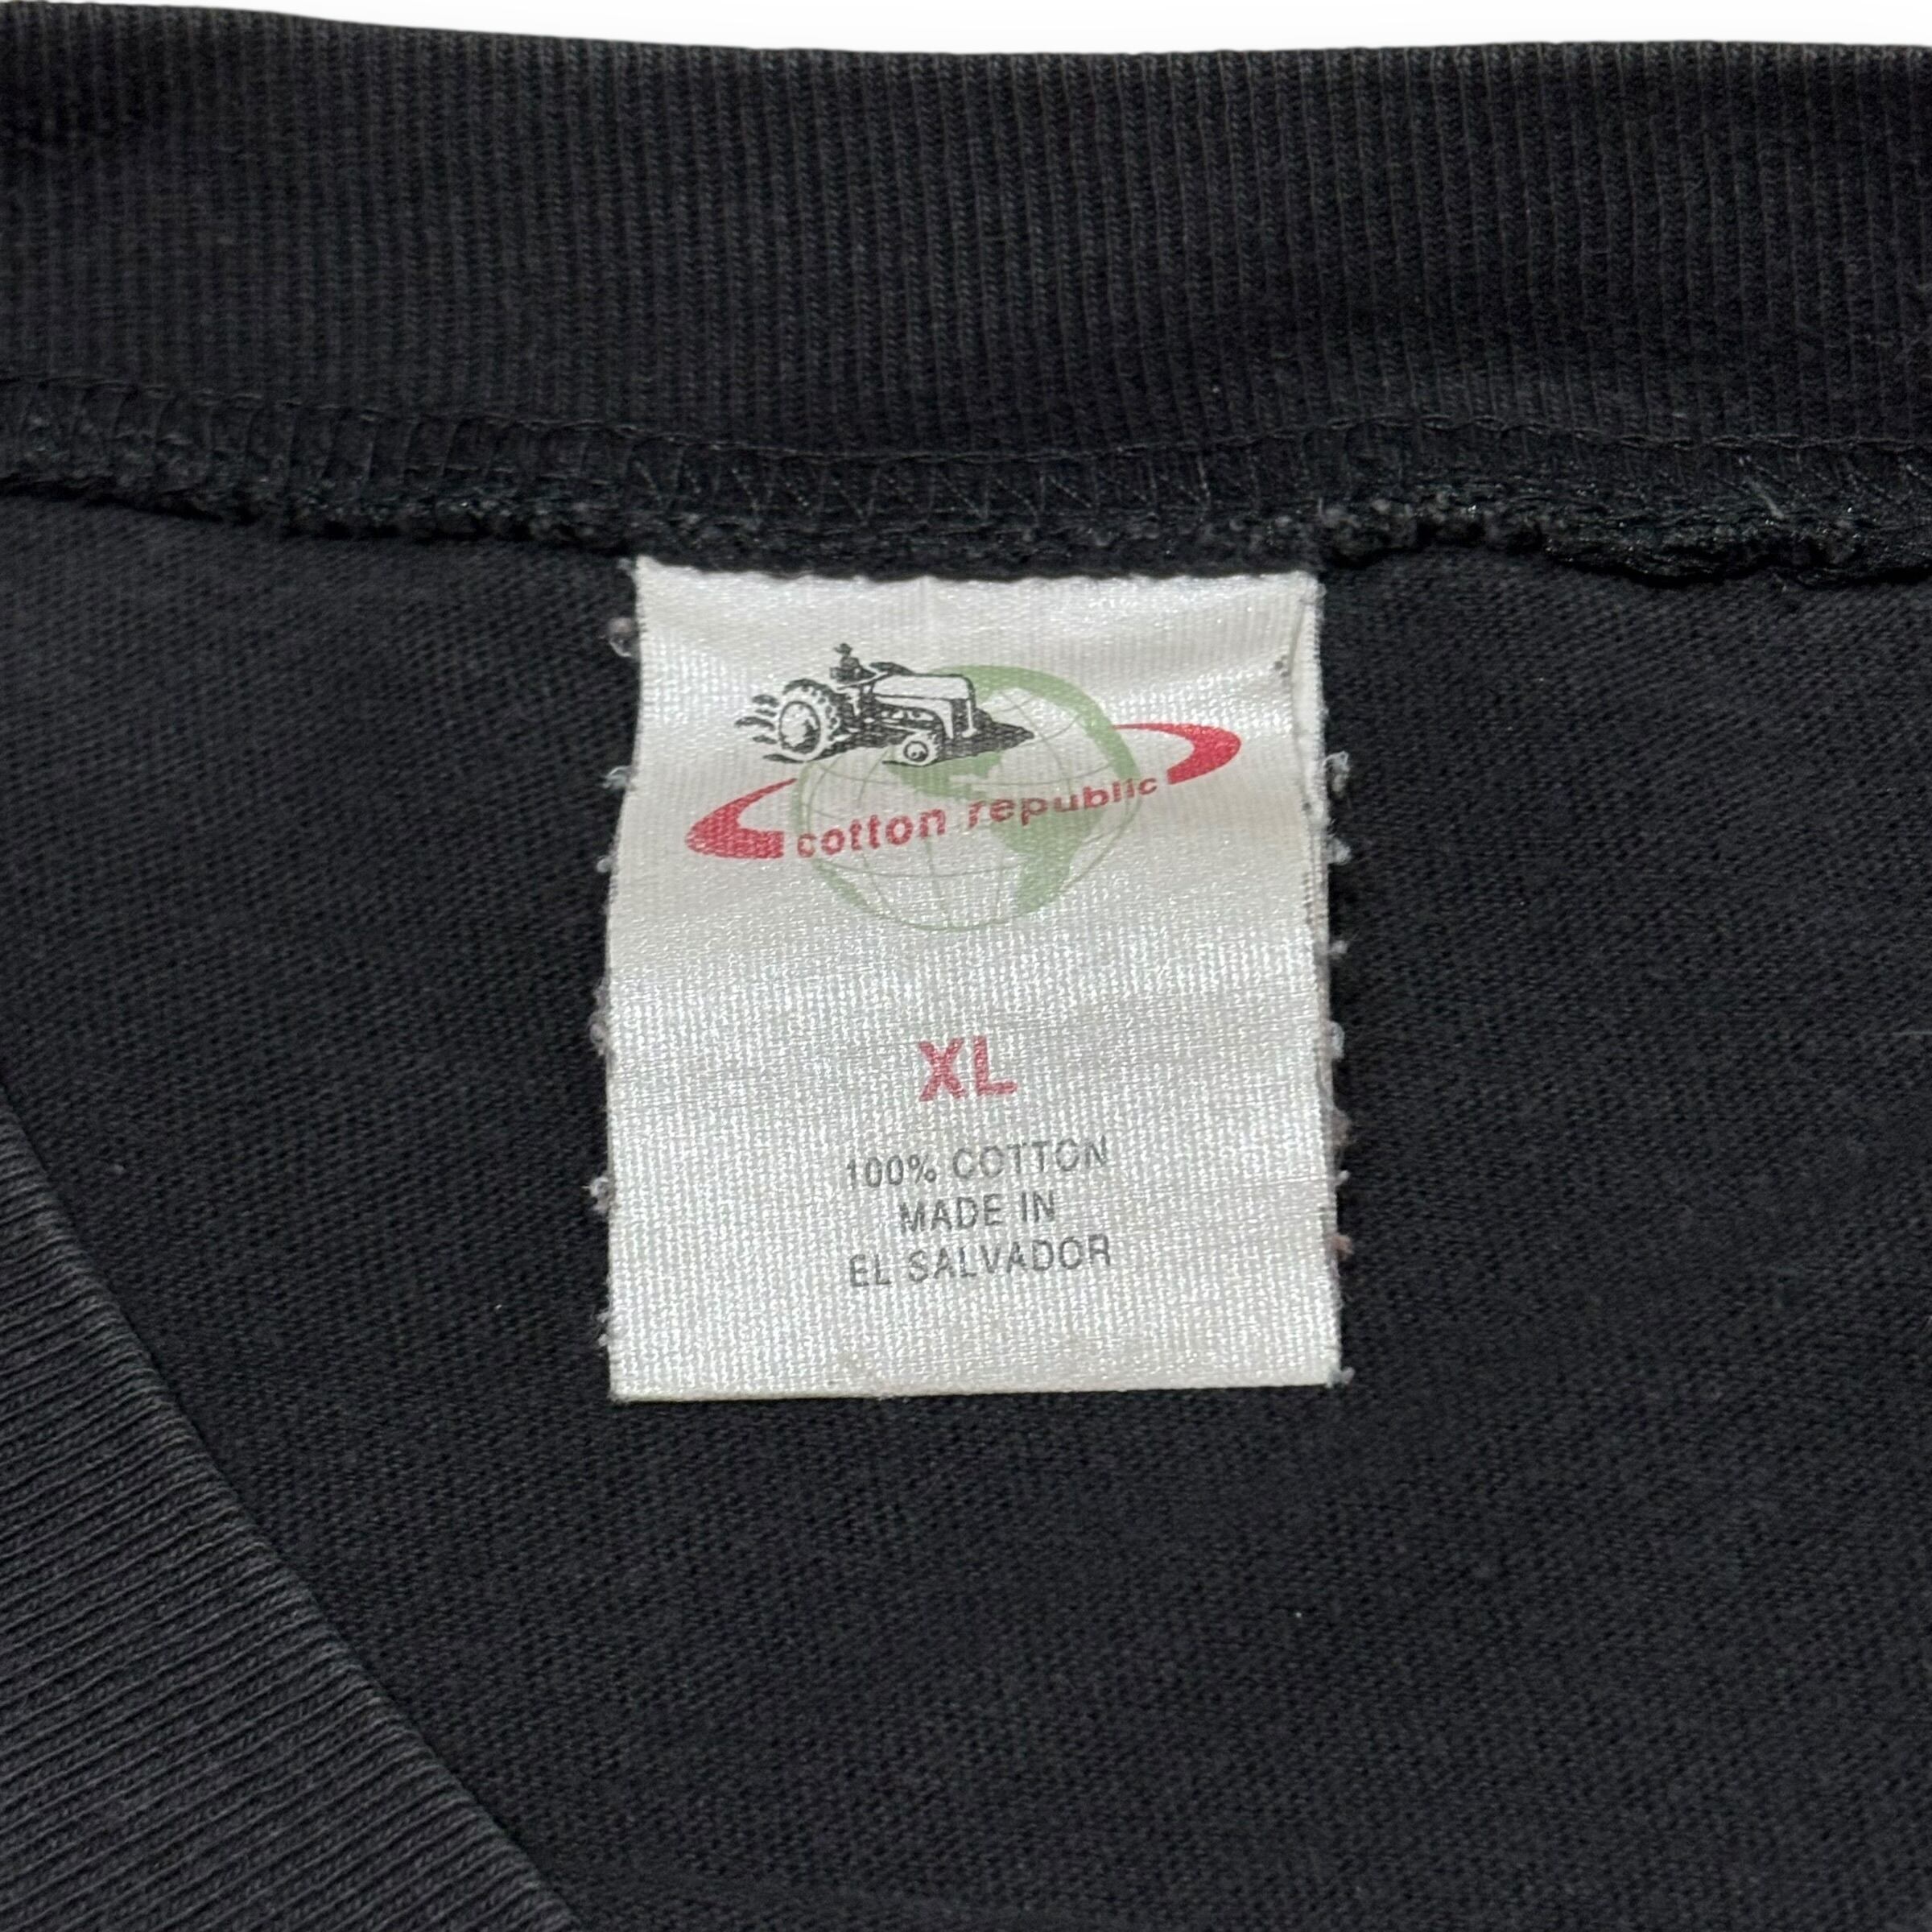 cotton republic
XL
100% COTTON
MADE IN
EL SALVADOR